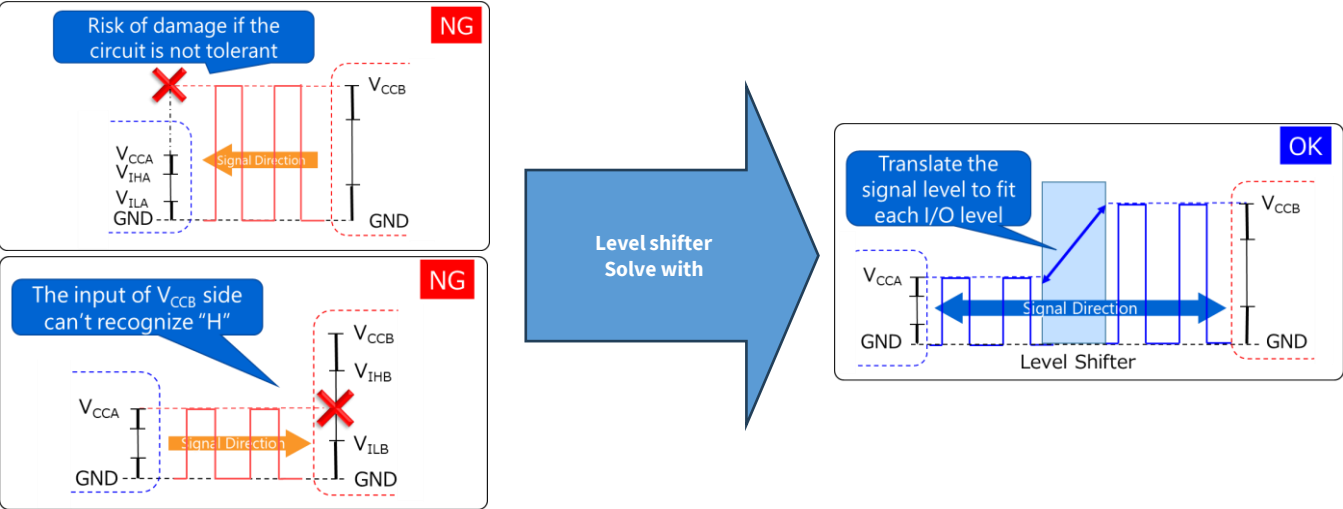 Risk of damage if the
circuit is not tolerant
NG
VCCB
VCCA
VIHA
VILA
GND
Signal Direction
GND
The input of VCCB side
can't recognize "H"
NG
VCCB
VIHB
VCCA
Signal Direction
VILB
GND
GND
Level shifter
Solve with
OK
Translate the
signal level to fit
each I/O level
VCCB
VCCA
Signal Direction
GND
GND
Level Shifter